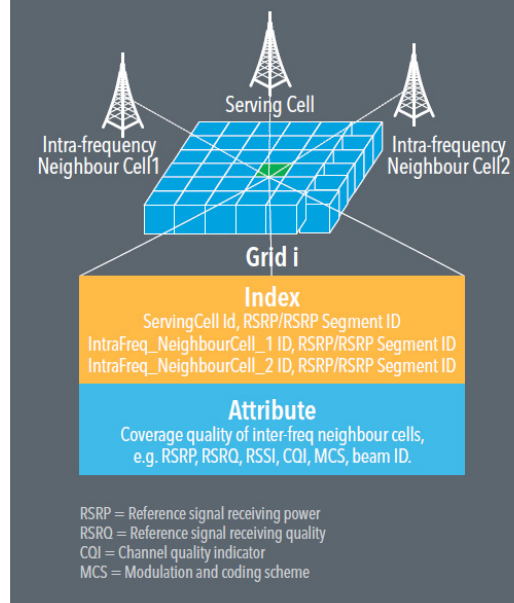 Serving Cell
Intra-frequency
Neighbour Cell1
Intra-frequency
Neighbour Cell2
Grid i
Index
ServingCell Id, RSRP/RSRP Segment ID
IntraFreq_NeighbourCell_1 ID, RSRP/RSRP Segment ID
IntraFreq_NeighbourCell_2 ID, RSRP/RSRP Segment ID
Attribute
Coverage quality of inter-freq neighbour cells,
e.g. RSRP, RSRQ, RSSI, CQI, MCS, beam ID.
RSRP = Reference signal receiving power
RSRQ = Reference signal receiving quality
CQI = Channel quality indicator
MCS = Modulation and coding scheme